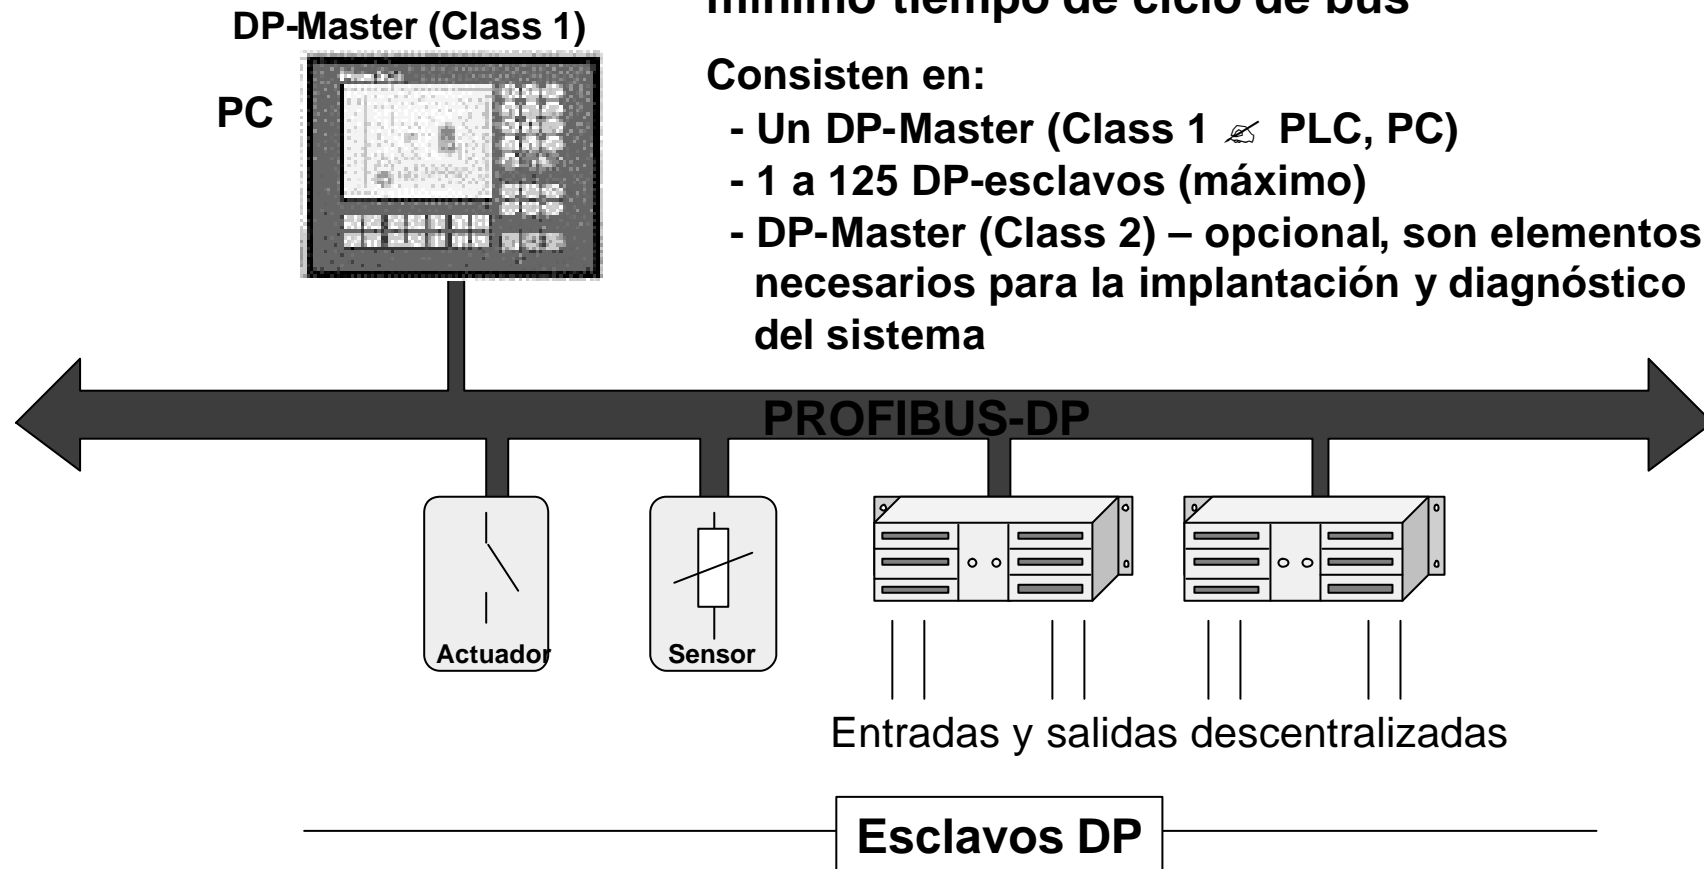 mínimo tiempo de ciclo de bus
DP-Master (Class 1)
PC
Consisten en:
- Un DP-Master (Class 1 ✍ PLC, PC)
- 1 a 125 DP-esclavos (máximo)
- DP-Master (Class 2) – opcional, son elementos
necesarios para la implantación y diagnóstico
del sistema
PROFIBUS-DP
Actuador
Sensor
Entradas y salidas descentralizadas
Esclavos DP